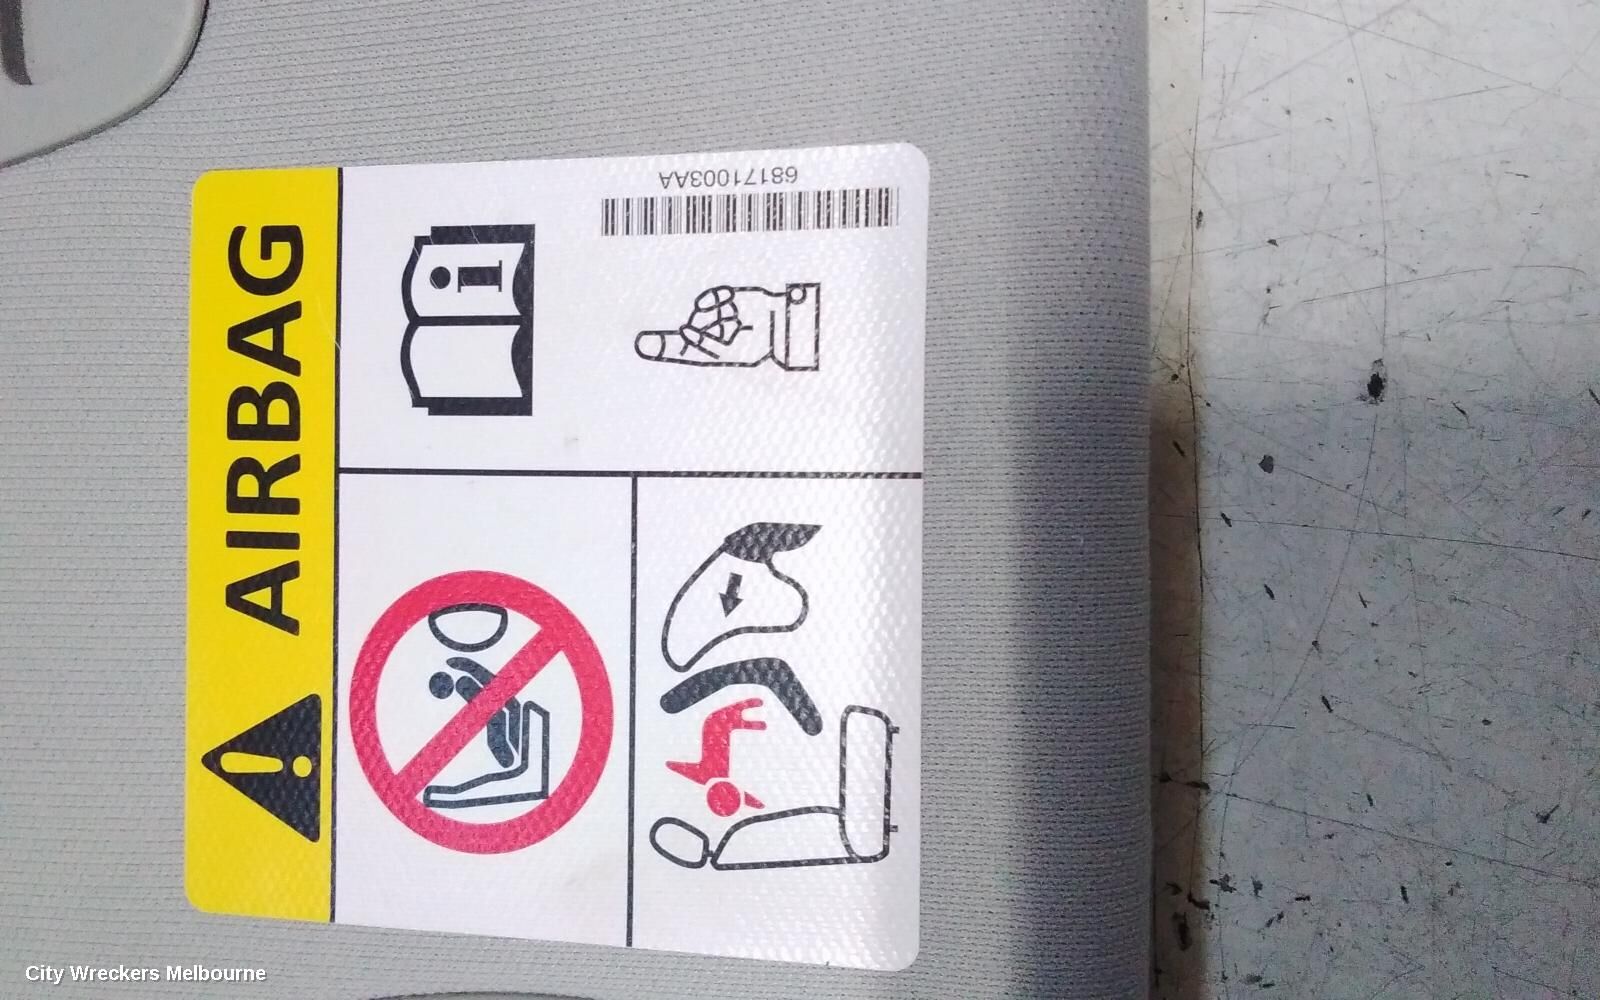 AIRBAG
68171003AA
City Wreckers Melbourne